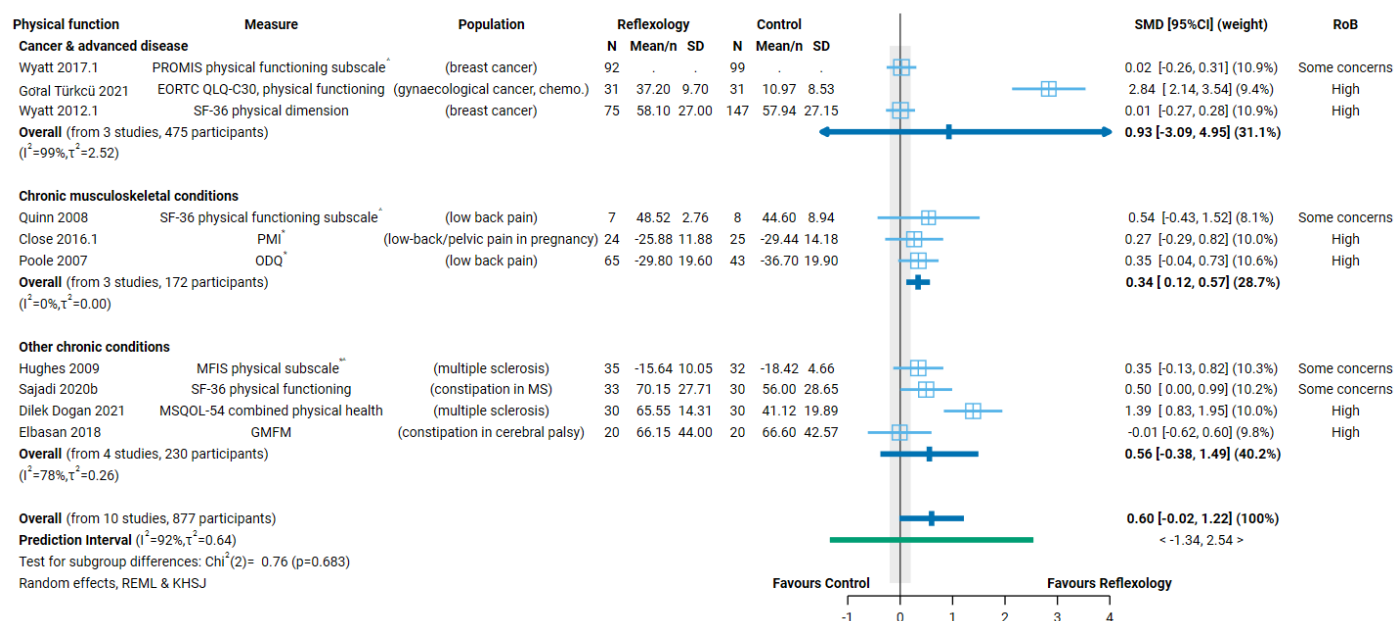 Physical function Measure Population Reflexology Control SMD [95%CI] (weight) RoB
Cancer & advanced disease N Mean/n SD N Mean/n SD
Wyatt 2017.1 PROMIS physical functioning subscale^ (breast cancer) 92 . . 99 . . 0.02 [-0.26, 0.31] (10.9%) Some concerns
Goral Türkcü 2021 EORTC QLQ-C30, physical functioning (gynaecological cancer, chemo.) 31 37.20 9.70 31 10.97 8.53 2.84 [ 2.14, 3.54] (9.4%) High
Wyatt 2012.1 SF-36 physical dimension (breast cancer) 75 58.10 27.00 147 57.94 27.15 0.01 [-0.27, 0.28] (10.9%) High
Overall (from 3 studies, 475 participants) 0.93 [-3.09, 4.95] (31.1%)
(I²=99%,τ²=2.52)
Chronic musculoskeletal conditions
Quinn 2008 SF-36 physical functioning subscale^ (low back pain) 7 48.52 2.76 8 44.60 8.94 0.54 [-0.43, 1.52] (8.1%) Some concerns
Close 2016.1 PMI* (low-back/pelvic pain in pregnancy) 24 -25.88 11.88 25 -29.44 14.18 0.27 [-0.29, 0.82] (10.0%) High
Poole 2007 ODQ* (low back pain) 65 -29.80 19.60 43 -36.70 19.90 0.35 [-0.04, 0.73] (10.6%) High
Overall (from 3 studies, 172 participants) 0.34 [ 0.12, 0.57] (28.7%)
(I²=0%,τ²=0.00)
Other chronic conditions
Hughes 2009 MFIS physical subscale (multiple sclerosis) 35 -15.64 10.05 32 -18.42 4.66 0.35 [-0.13, 0.82] (10.3%) Some concerns
Sajadi 2020b SF-36 physical functioning (constipation in MS) 33 70.15 27.71 30 56.00 28.65 0.50 [ 0.00, 0.99] (10.2%) Some concerns
Dilek Dogan 2021 MSQOL-54 combined physical health (multiple sclerosis) 30 65.55 14.31 30 41.12 19.89 1.39 [ 0.83, 1.95] (10.0%) High
Elbasan 2018 GMFM (constipation in cerebral palsy) 20 66.15 44.00 20 66.60 42.57 -0.01 [-0.62, 0.60] (9.8%) High
Overall (from 4 studies, 230 participants) 0.56 [-0.38, 1.49] (40.2%)
(I²=78%,τ²=0.26)
Overall (from 10 studies, 877 participants) 0.60 [-0.02, 1.22] (100%)
Prediction Interval (I²=92%,τ²=0.64) < -1.34, 2.54 >
Test for subgroup differences: Chi²(2)= 0.76 (p=0.683)
Random effects, REML & KHSJ Favours Control Favours Reflexology
-1 0 1 2 3 4